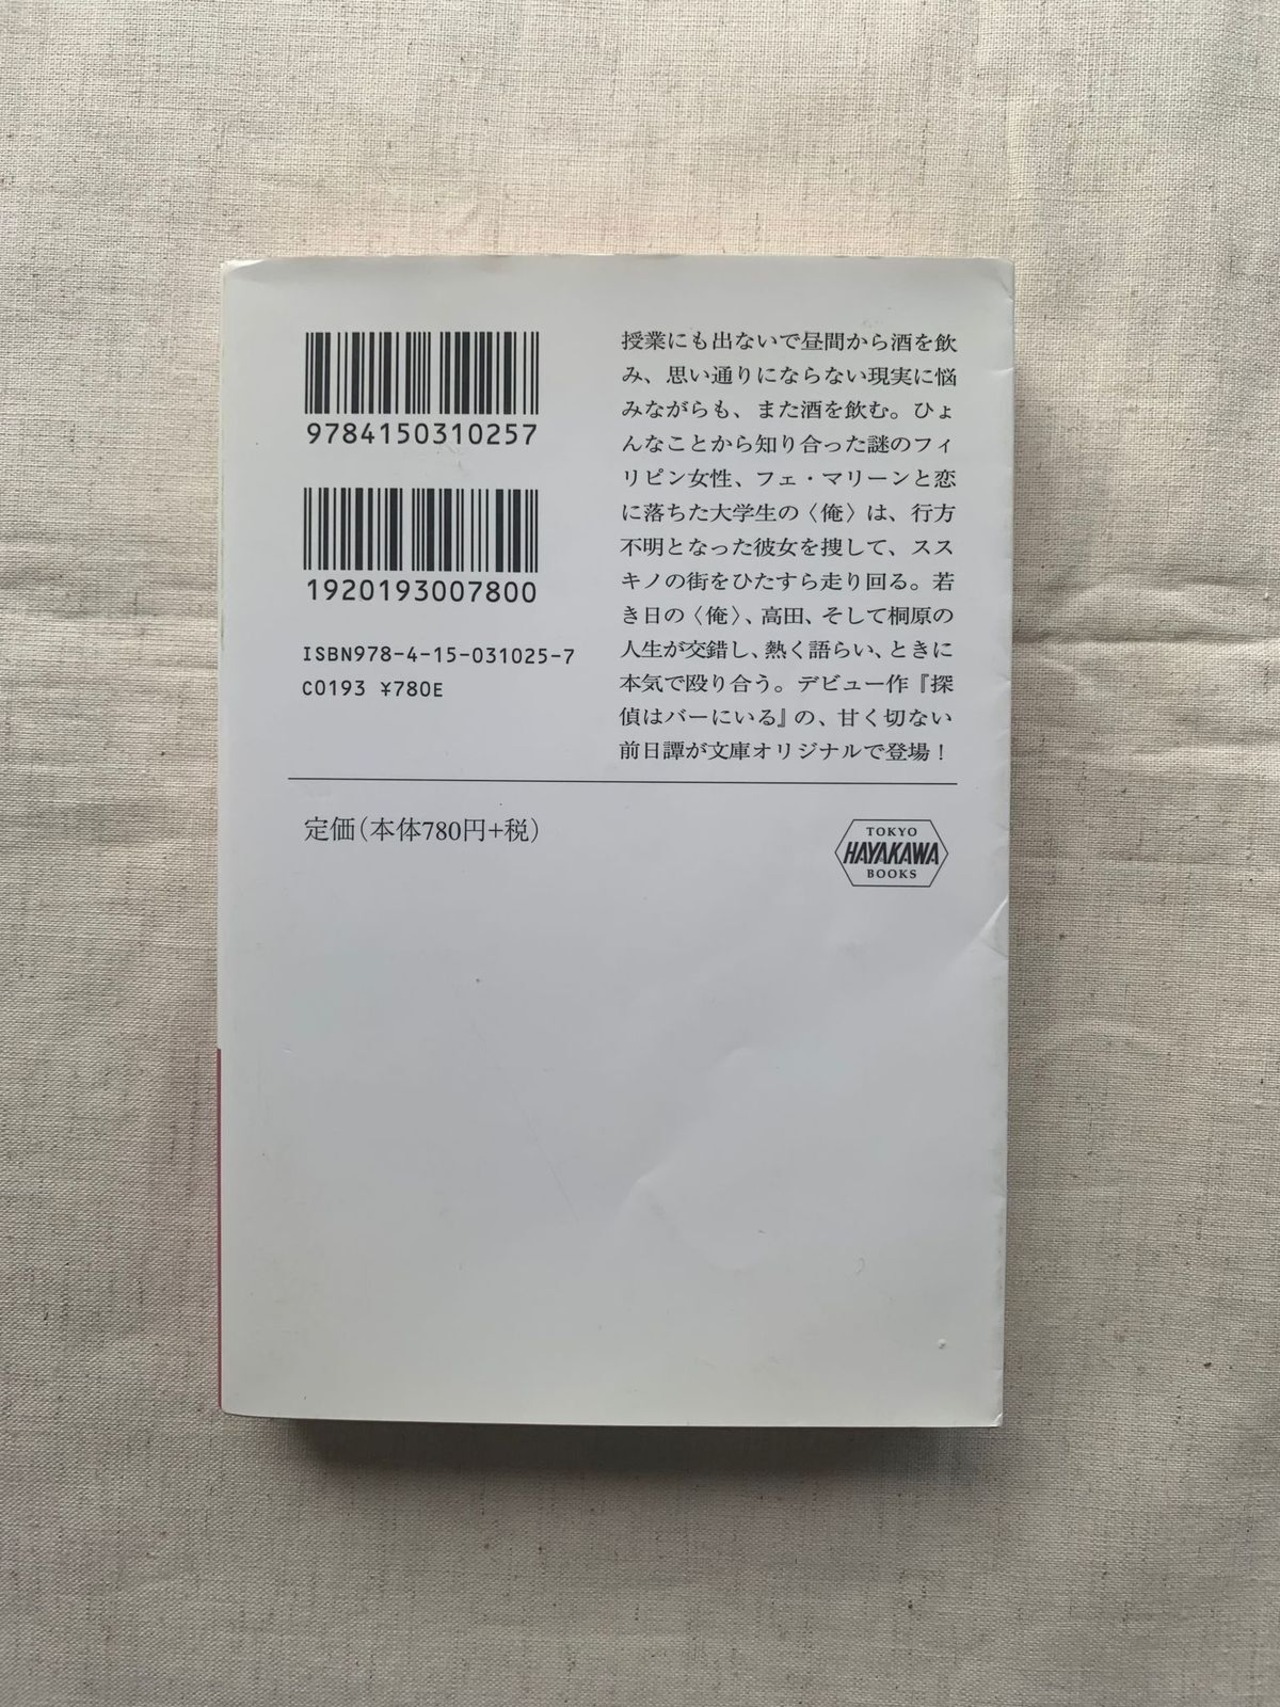 9784150310257
1920193007800
ISBN978-4-15-031025-7
C0193 ¥780E
授業にも出ないで昼間から酒を飲
み、思い通りにならない現実に悩
みながらも、また酒を飲む。ひょ
んなことから知り合った謎のフィ
リピン女性、フェ・マリーンと恋
に落ちた大学生の〈俺〉は、行方
不明となった彼女を捜して、スス
キノの街をひたすら走り回る。若
き日の〈俺〉、高田、そして桐原の
人生が交錯し、熱く語らい、ときに
本気で殴り合う。デビュー作『探
偵はバーにいる』の、甘く切ない
前日譚が文庫オリジナルで登場！
定価(本体780円+税)
TOKYO
HAYAKAWA
BOOKS